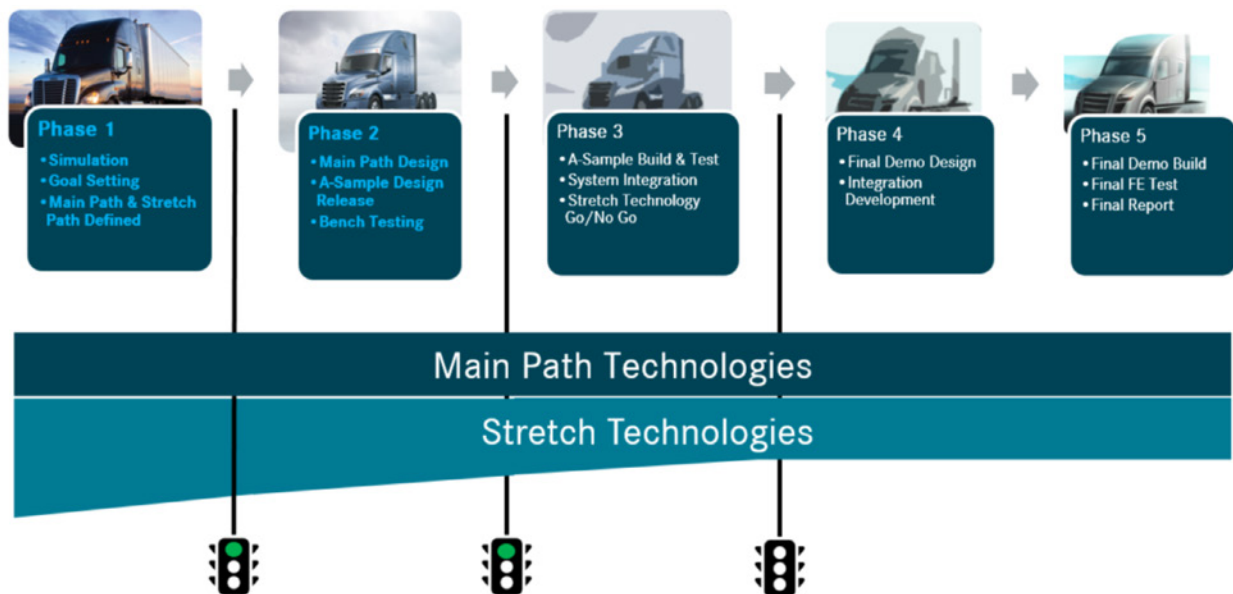 Phase 1
• Simulation
• Goal Setting
• Main Path & Stretch
Path Defined
Phase 2
• Main Path Design
• A-Sample Design
Release
• Bench Testing
Phase 3
• A-Sample Build & Test
• System Integration
• Stretch Technology
Go/No Go
Phase 4
• Final Demo Design
• Integration
Development
Phase 5
• Final Demo Build
• Final FE Test
• Final Report
Main Path Technologies
Stretch Technologies